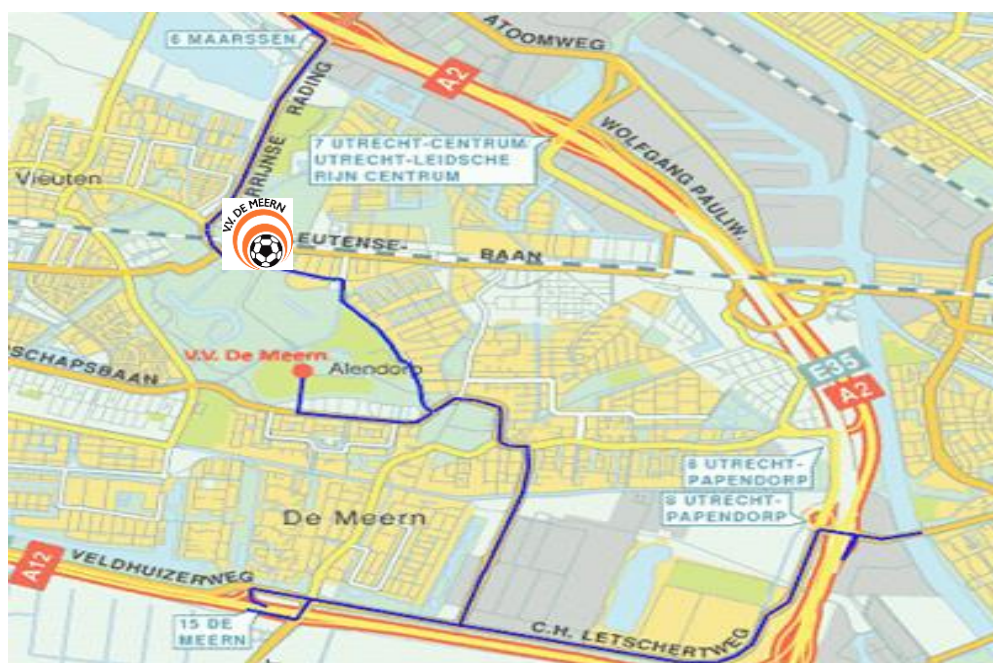 6 MAARSSEN
ATOOMWEG
A2
RRIJNSE RADING
7 UTRECHT-CENTRUM
UTRECHT-LEIDSCHE
RIJN CENTRUM
WOLFGANG PAULIW.
Vleuten
V.V. DE MEERN
LEUTENSE-
BAAN
V.V. De Meern
Alendorp
SCHAPSBAAN
E35
A2
8 UTRECHT-
PAPENDORP
8 UTRECHT-
PAPENDORP
De Meern
A12
VELDHUIZERWEG
15 DE
MEERN
C.H. LETSCHERTWEG